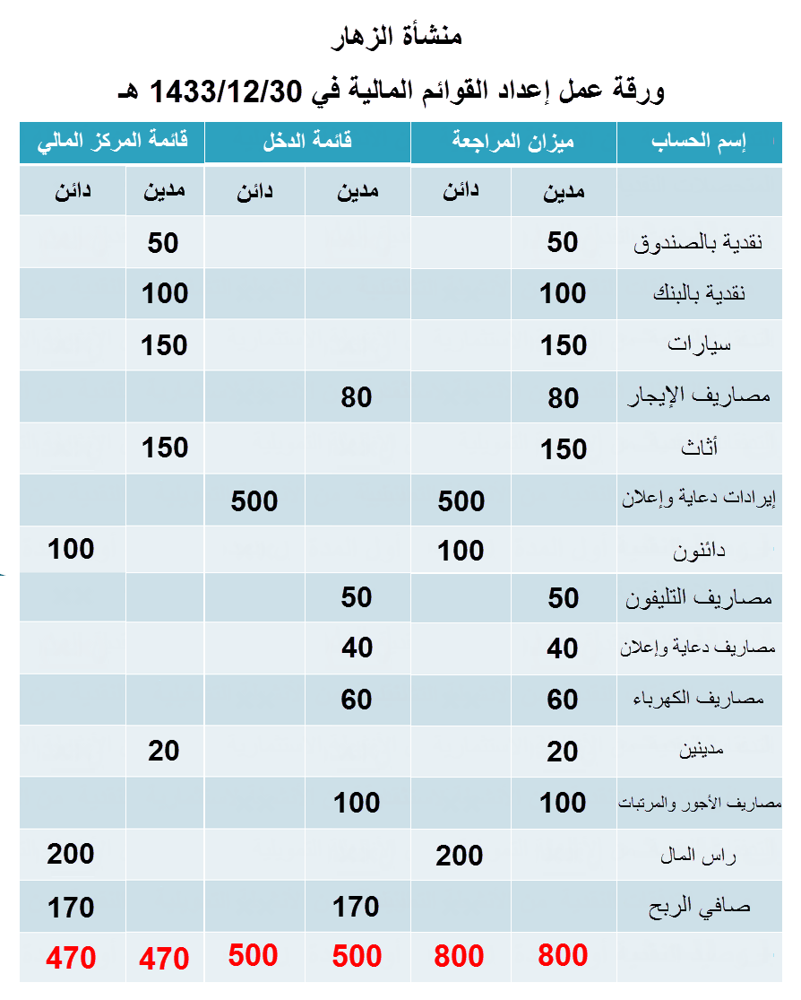 منشأة الزهار
ورقة عمل إعداد القوائم المالية في 1433/12/30 هـ
إسم الحساب ميزان المراجعة قائمة الدخل قائمة المركز المالي
مدين دائن مدين دائن مدين دائن
نقدية بالصندوق 50 50
نقدية بالبنك 100 100
سيارات 150 150
مصاريف الإيجار 80 80
أثاث 150 150
إيرادات دعاية وإعلان 500 500
دائنون 100 100
مصاريف التليفون 50 50
مصاريف دعاية وإعلان 40 40
مصاريف الكهرباء 60 60
مدينين 20 20
مصاريف الأجور والمرتبات 100 100
راس المال 200 200
صافي الربح 170 170
800 800 500 500 470 470